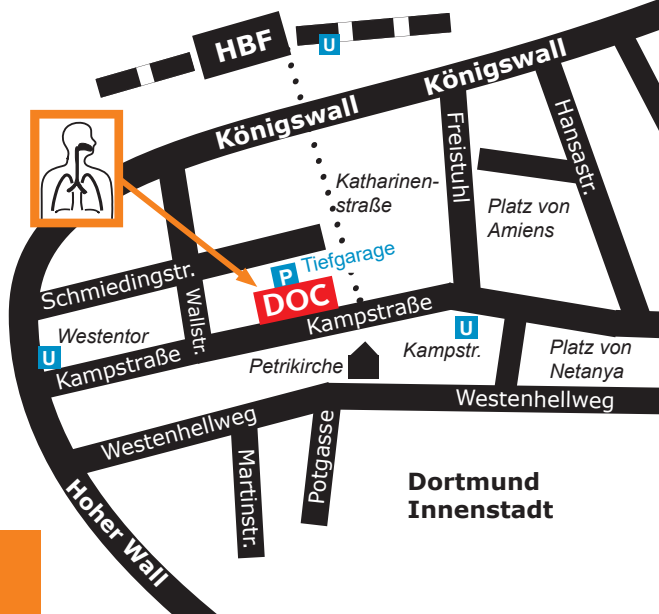 HBF
U
Königswall
Königswall
Freistuhl
Hansastr.
Katharinen-
straße
Platz von
Amiens
P Tiefgarage
Schmiedingstr.
DOC
Wallstr.
Kampstraße
Westentor
U
Kampstraße
U
Kampstr.
Platz von
Netanya
Petrikirche
Westenhellweg
Westenhellweg
Martinstr.
Potgasse
Dortmund
Innenstadt
Hoher Wall